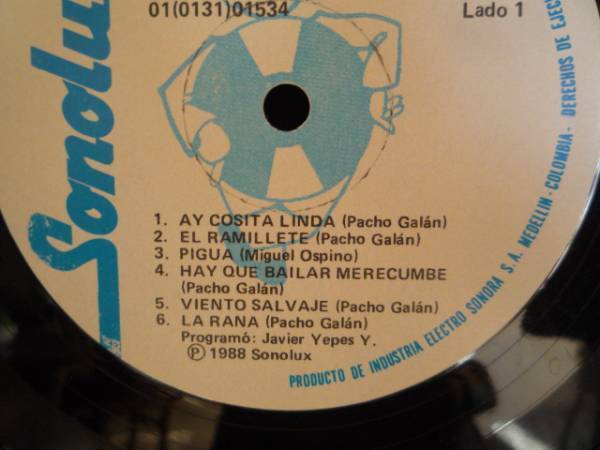 01(0131)01534
Lado 1
Sonolu
1. AY COSITA LINDA (Pacho Galán)
2. EL RAMILLETE (Pacho Galán)
3. PIGUA (Miguel Ospino)
4. HAY QUE BAILAR MERECUMBE
(Pacho Galán)
5. VIENTO SALVAJE (Pacho Galán)
6. LA RANA (Pacho Galán)
Programó: Javier Yepes Y.
Ⓟ 1988 Sonolux
PRODUCTO DE INDUSTRIA ELECTRO SONORA S.A. MEDELLIN - COLOMBIA - DERECHOS DE EJEC